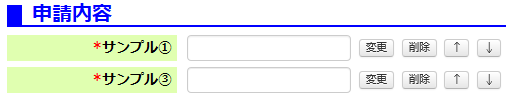 申請内容
*サンプル① 変更 削除 ↑ ↓
*サンプル③ 変更 削除 ↑ ↓